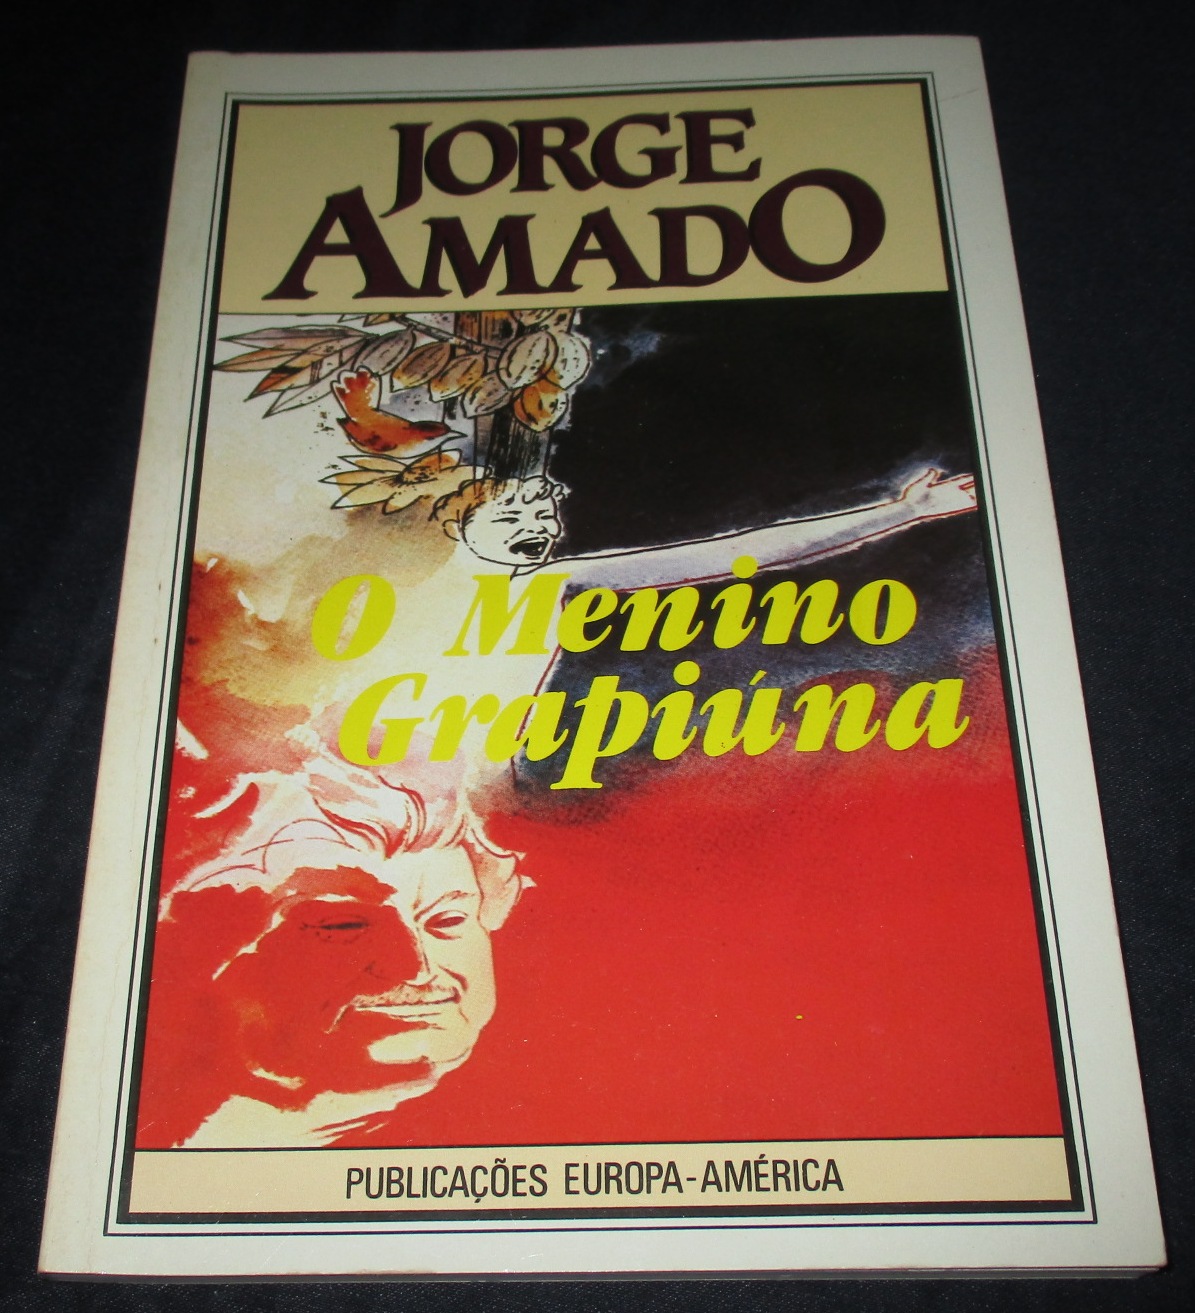 JORGE
AMADO
O Menino
Grapiúna
PUBLICAÇÕES EUROPA-AMÉRICA